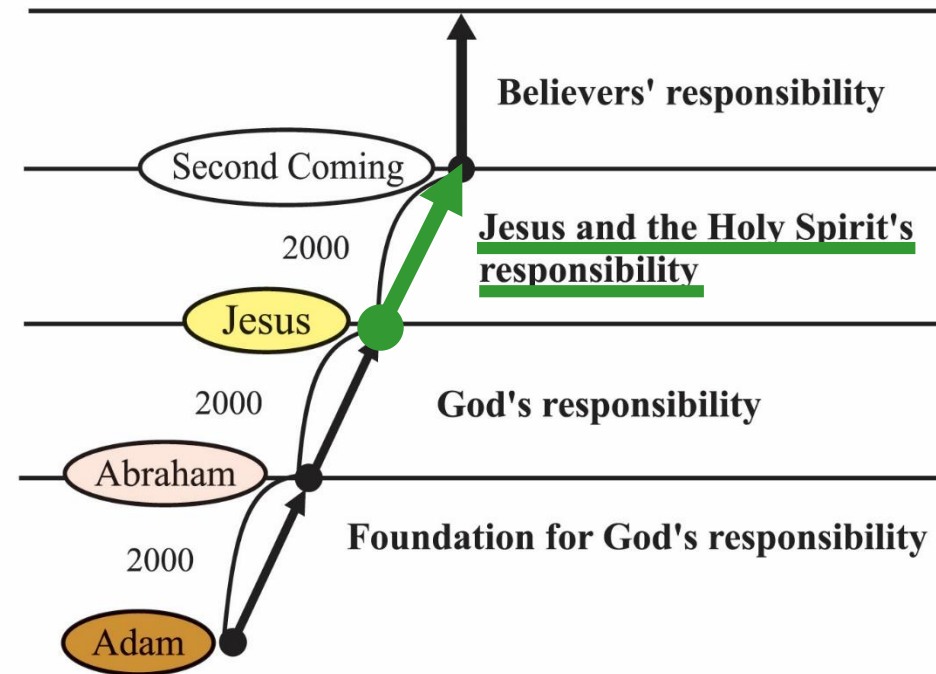 Believers' responsibility
Second Coming
2000
Jesus and the Holy Spirit's
responsibility
Jesus
2000
God's responsibility
Abraham
Foundation for God's responsibility
2000
Adam